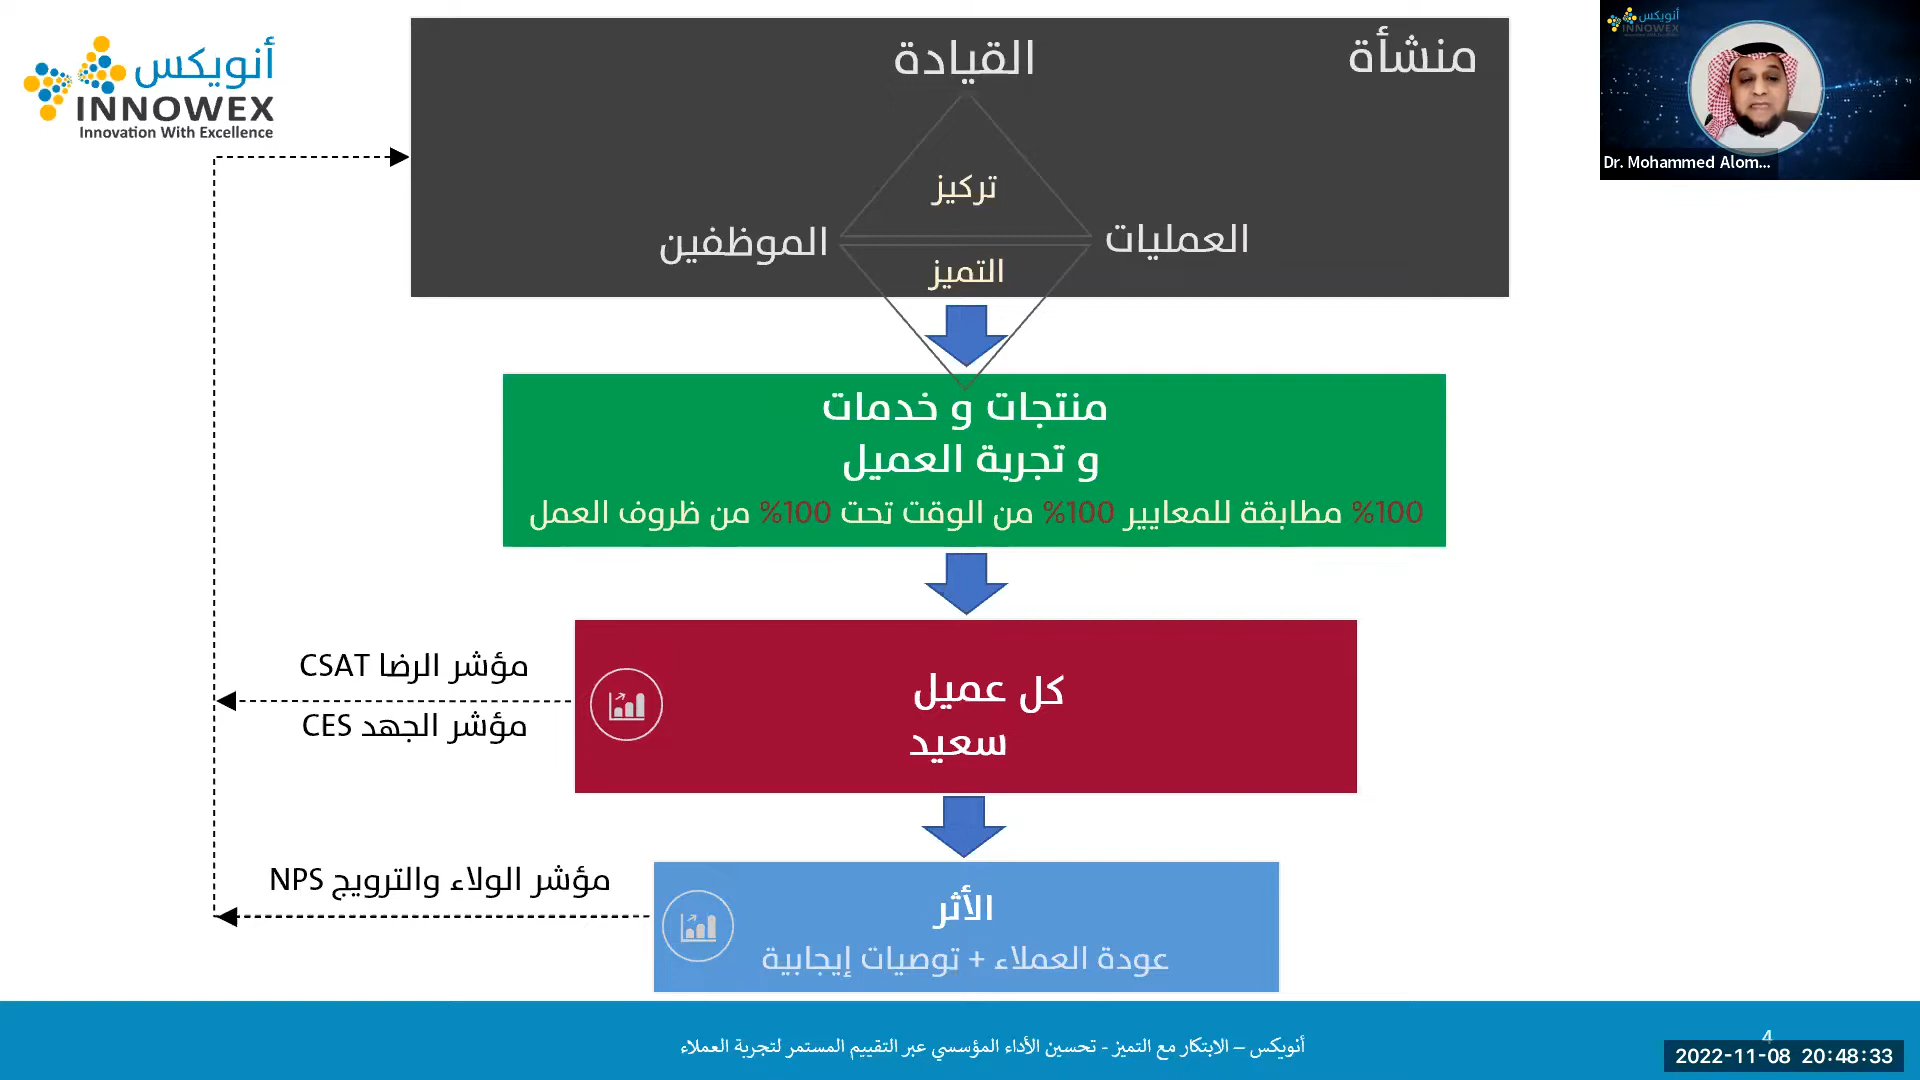 أنويكس
INNOWEX
Innovation With Excellence
منشأة
القيادة
تركيز
العمليات
الموظفين
التميز
منتجات و خدمات
و تجربة العميل
%100 مطابقة للمعايير %100 من الوقت تحت %100 من ظروف العمل
كل عميل
سعيد
مؤشر الرضا CSAT
مؤشر الجهد CES
الأثر
عودة العملاء + توصيات إيجابية
مؤشر الولاء والترويج NPS
أنويكس – الابتكار مع التميز - تحسين الأداء المؤسسي عبر التقييم المستمر لتجربة العملاء
4
2022-11-08 20:48:33
أنويكس
INNOWEX
Dr. Mohammed Alom...